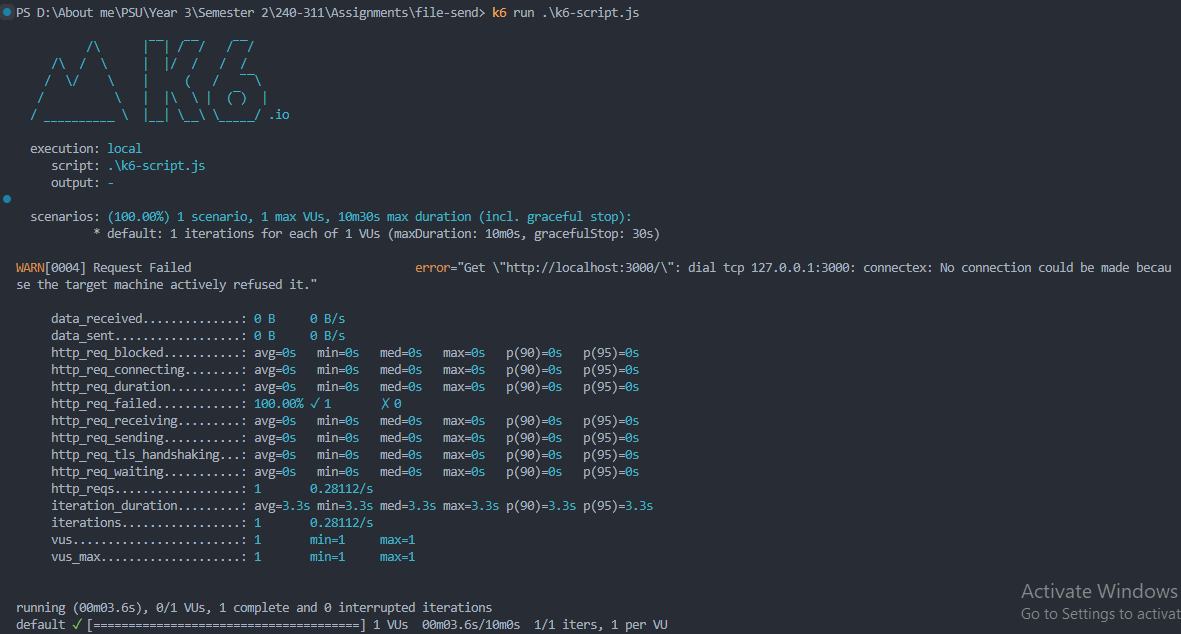 PS D:\About me\PSU\Year 3\Semester 2\240-311\Assignments\file-send> k6 run .\k6-script.js
          /\      |‾‾| /‾‾/   /‾‾/
     /\  /  \     |  |/  /   /  /
    /  \/    \    |     (   /   ‾‾\
   /          \   |  |\  \ |  (‾)  |
  / __________ \  |__| \__\ \_____/ .io
  execution: local
     script: .\k6-script.js
     output: -
  scenarios: (100.00%) 1 scenario, 1 max VUs, 10m30s max duration (incl. graceful stop):
           * default: 1 iterations for each of 1 VUs (maxDuration: 10m0s, gracefulStop: 30s)
WARN[0004] Request Failed                                error="Get \"http://localhost:3000/\": dial tcp 127.0.0.1:3000: connectex: No connection could be made becau
se the target machine actively refused it."
     data_received..............: 0 B     0 B/s
     data_sent..................: 0 B     0 B/s
     http_req_blocked...........: avg=0s   min=0s   med=0s   max=0s   p(90)=0s   p(95)=0s
     http_req_connecting........: avg=0s   min=0s   med=0s   max=0s   p(90)=0s   p(95)=0s
     http_req_duration..........: avg=0s   min=0s   med=0s   max=0s   p(90)=0s   p(95)=0s
     http_req_failed............: 100.00% ✓ 1       ✗ 0
     http_req_receiving.........: avg=0s   min=0s   med=0s   max=0s   p(90)=0s   p(95)=0s
     http_req_sending...........: avg=0s   min=0s   med=0s   max=0s   p(90)=0s   p(95)=0s
     http_req_tls_handshaking...: avg=0s   min=0s   med=0s   max=0s   p(90)=0s   p(95)=0s
     http_req_waiting...........: avg=0s   min=0s   med=0s   max=0s   p(90)=0s   p(95)=0s
     http_reqs..................: 1       0.28112/s
     iteration_duration.........: avg=3.3s min=3.3s med=3.3s max=3.3s p(90)=3.3s p(95)=3.3s
     iterations.................: 1       0.28112/s
     vus........................: 1       min=1     max=1
     vus_max....................: 1       min=1     max=1
Activate Windows
Go to Settings to activat
running (00m03.6s), 0/1 VUs, 1 complete and 0 interrupted iterations
default ✓ [======================================] 1 VUs  00m03.6s/10m0s  1/1 iters, 1 per VU